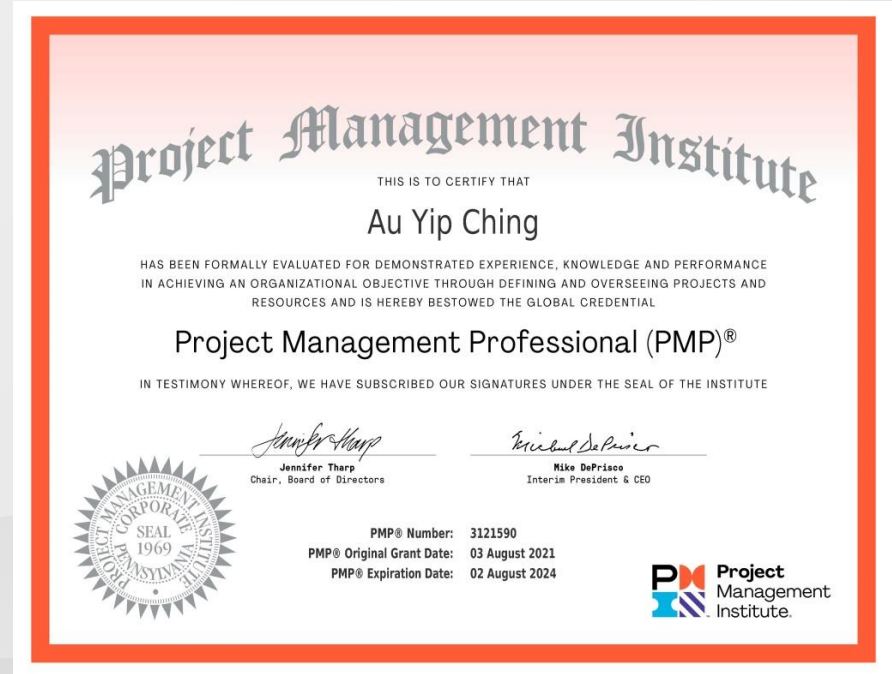 Project Management Institute
THIS IS TO CERTIFY THAT
Au Yip Ching
HAS BEEN FORMALLY EVALUATED FOR DEMONSTRATED EXPERIENCE, KNOWLEDGE AND PERFORMANCE
IN ACHIEVING AN ORGANIZATIONAL OBJECTIVE THROUGH DEFINING AND OVERSEEING PROJECTS AND
RESOURCES AND IS HEREBY BESTOWED THE GLOBAL CREDENTIAL
Project Management Professional (PMP)®
IN TESTIMONY WHEREOF, WE HAVE SUBSCRIBED OUR SIGNATURES UNDER THE SEAL OF THE INSTITUTE
Jennifer Tharp
Michael DePrisco
Jennifer Tharp
Chair, Board of Directors
Mike DePrisco
Interim President & CEO
PROJECT MANAGEMENT INSTITUTE
CORPORATE
SEAL
1969
PENNSYLVANIA
PMP® Number: 3121590
PMP® Original Grant Date: 03 August 2021
PMP® Expiration Date: 02 August 2024
PM
Project
Management
Institute.